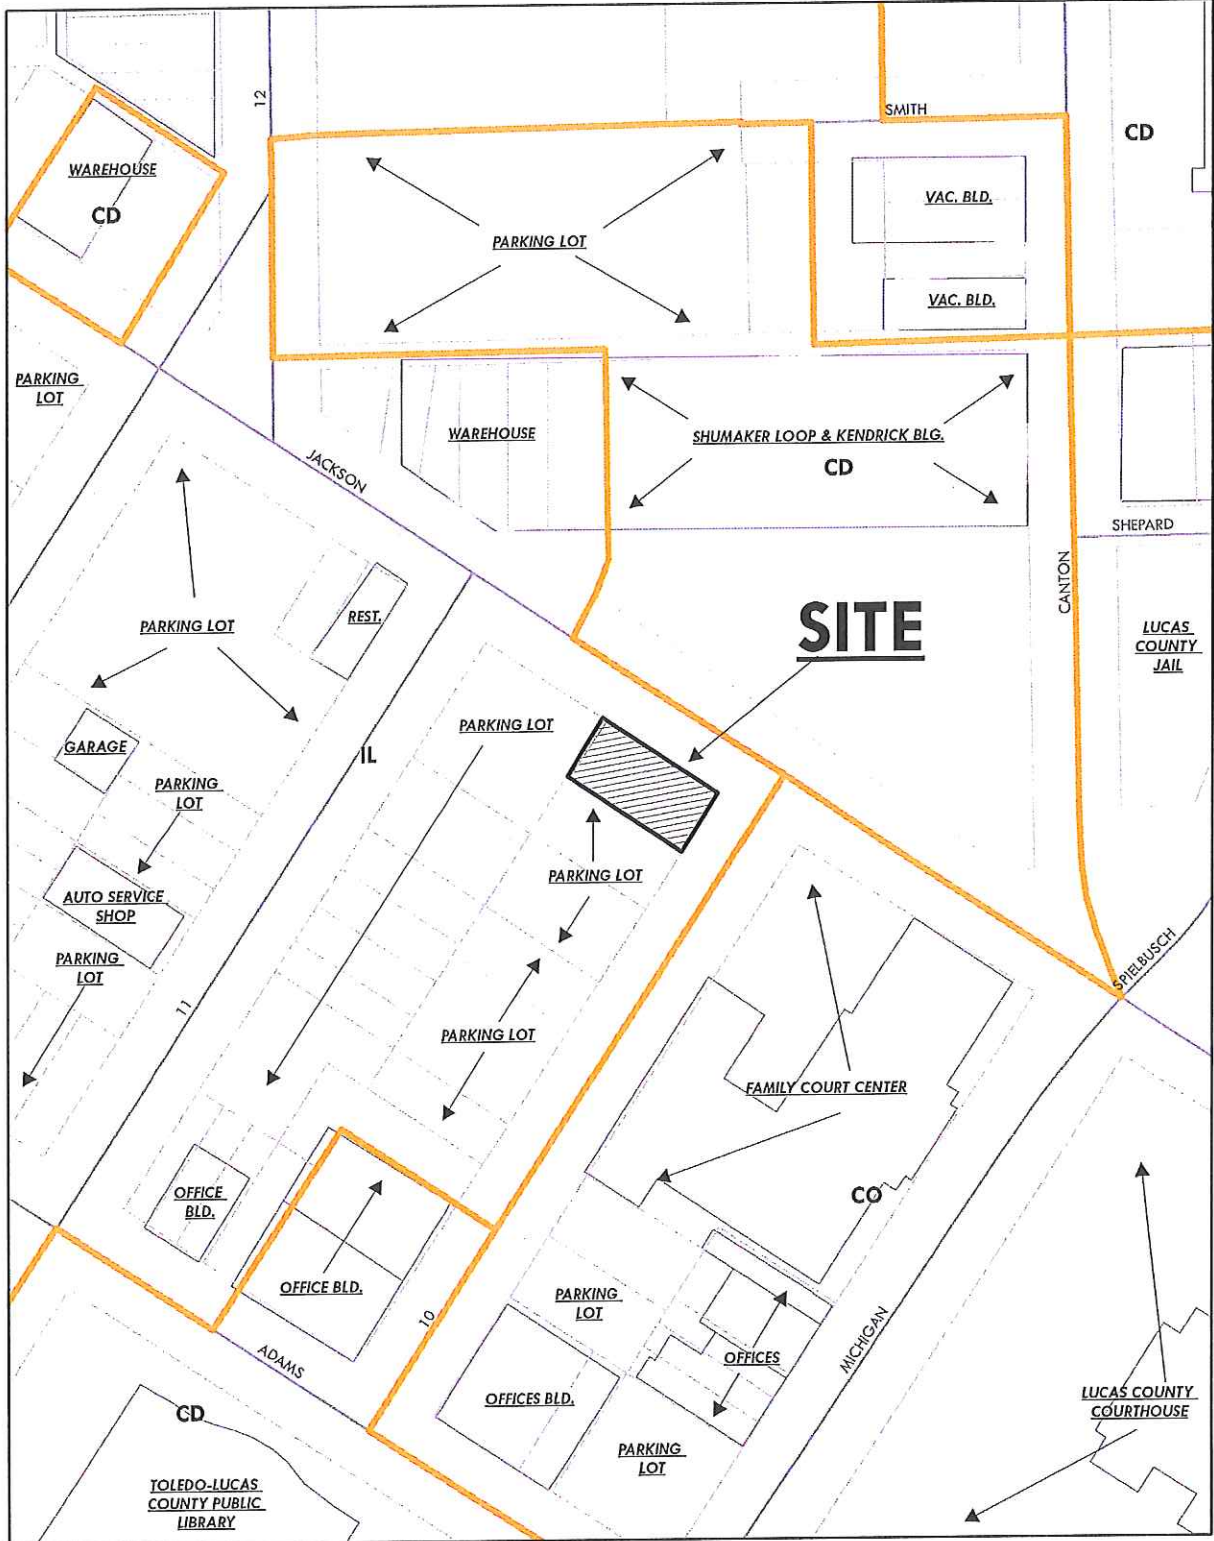 12
SMITH
CD
WAREHOUSE
CD
VAC. BLD.
PARKING LOT
VAC. BLD.
PARKING
LOT
WAREHOUSE
SHUMAKER LOOP & KENDRICK BLG.
CD
JACKSON
SHEPARD
CANTON
REST.
PARKING LOT
SITE
LUCAS
COUNTY
JAIL
PARKING LOT
GARAGE
IL
PARKING
LOT
PARKING LOT
AUTO SERVICE
SHOP
PARKING
LOT
SPIELBUSCH
11
PARKING LOT
FAMILY COURT CENTER
OFFICE
BLD.
CO
OFFICE BLD.
PARKING
LOT
10
MICHIGAN
ADAMS
OFFICES
OFFICES BLD.
LUCAS COUNTY
COURTHOUSE
CD
PARKING
LOT
TOLEDO-LUCAS
COUNTY PUBLIC
LIBRARY